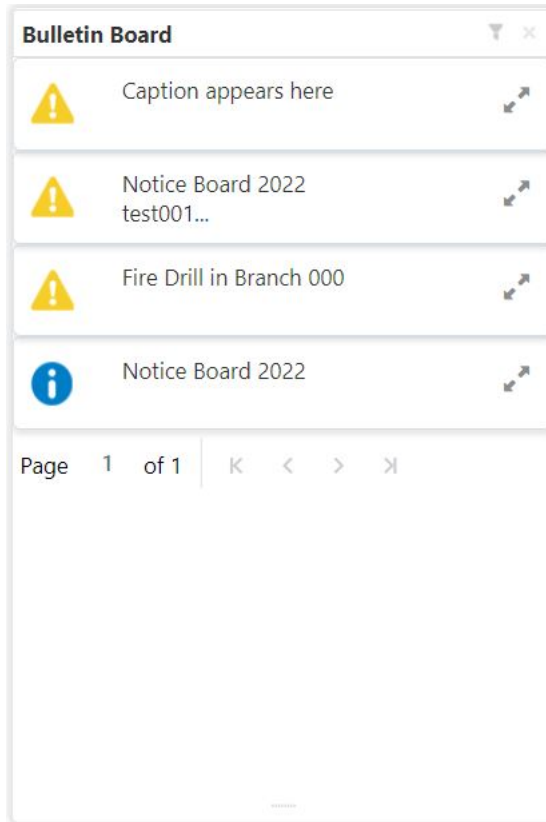 Bulletin Board
Caption appears here
Notice Board 2022
test001...
Fire Drill in Branch 000
Notice Board 2022
Page 1 of 1